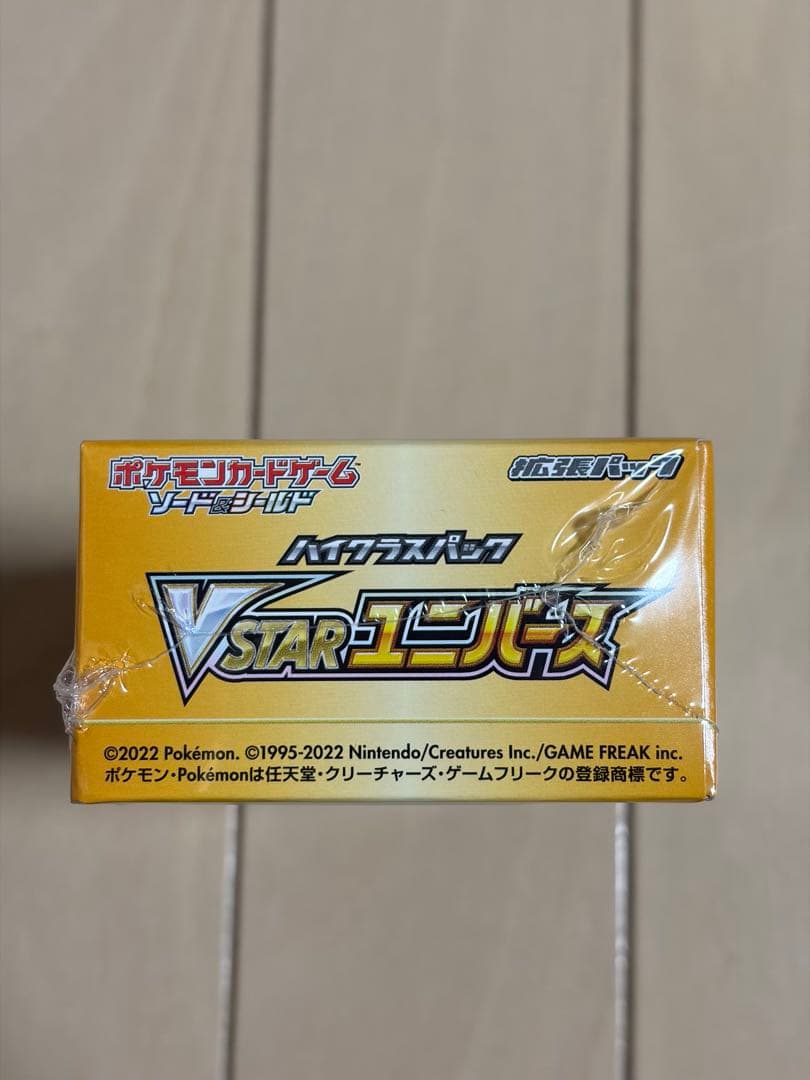 ポケモンカードゲーム™ 拡張パック
ソード&シールド
ハイクラスパック
VSTARユニバース
©2022 Pokémon. ©1995-2022 Nintendo/Creatures Inc./GAME FREAK inc.
ポケモン・Pokémonは任天堂・クリーチャーズ・ゲームフリークの登録商標です。